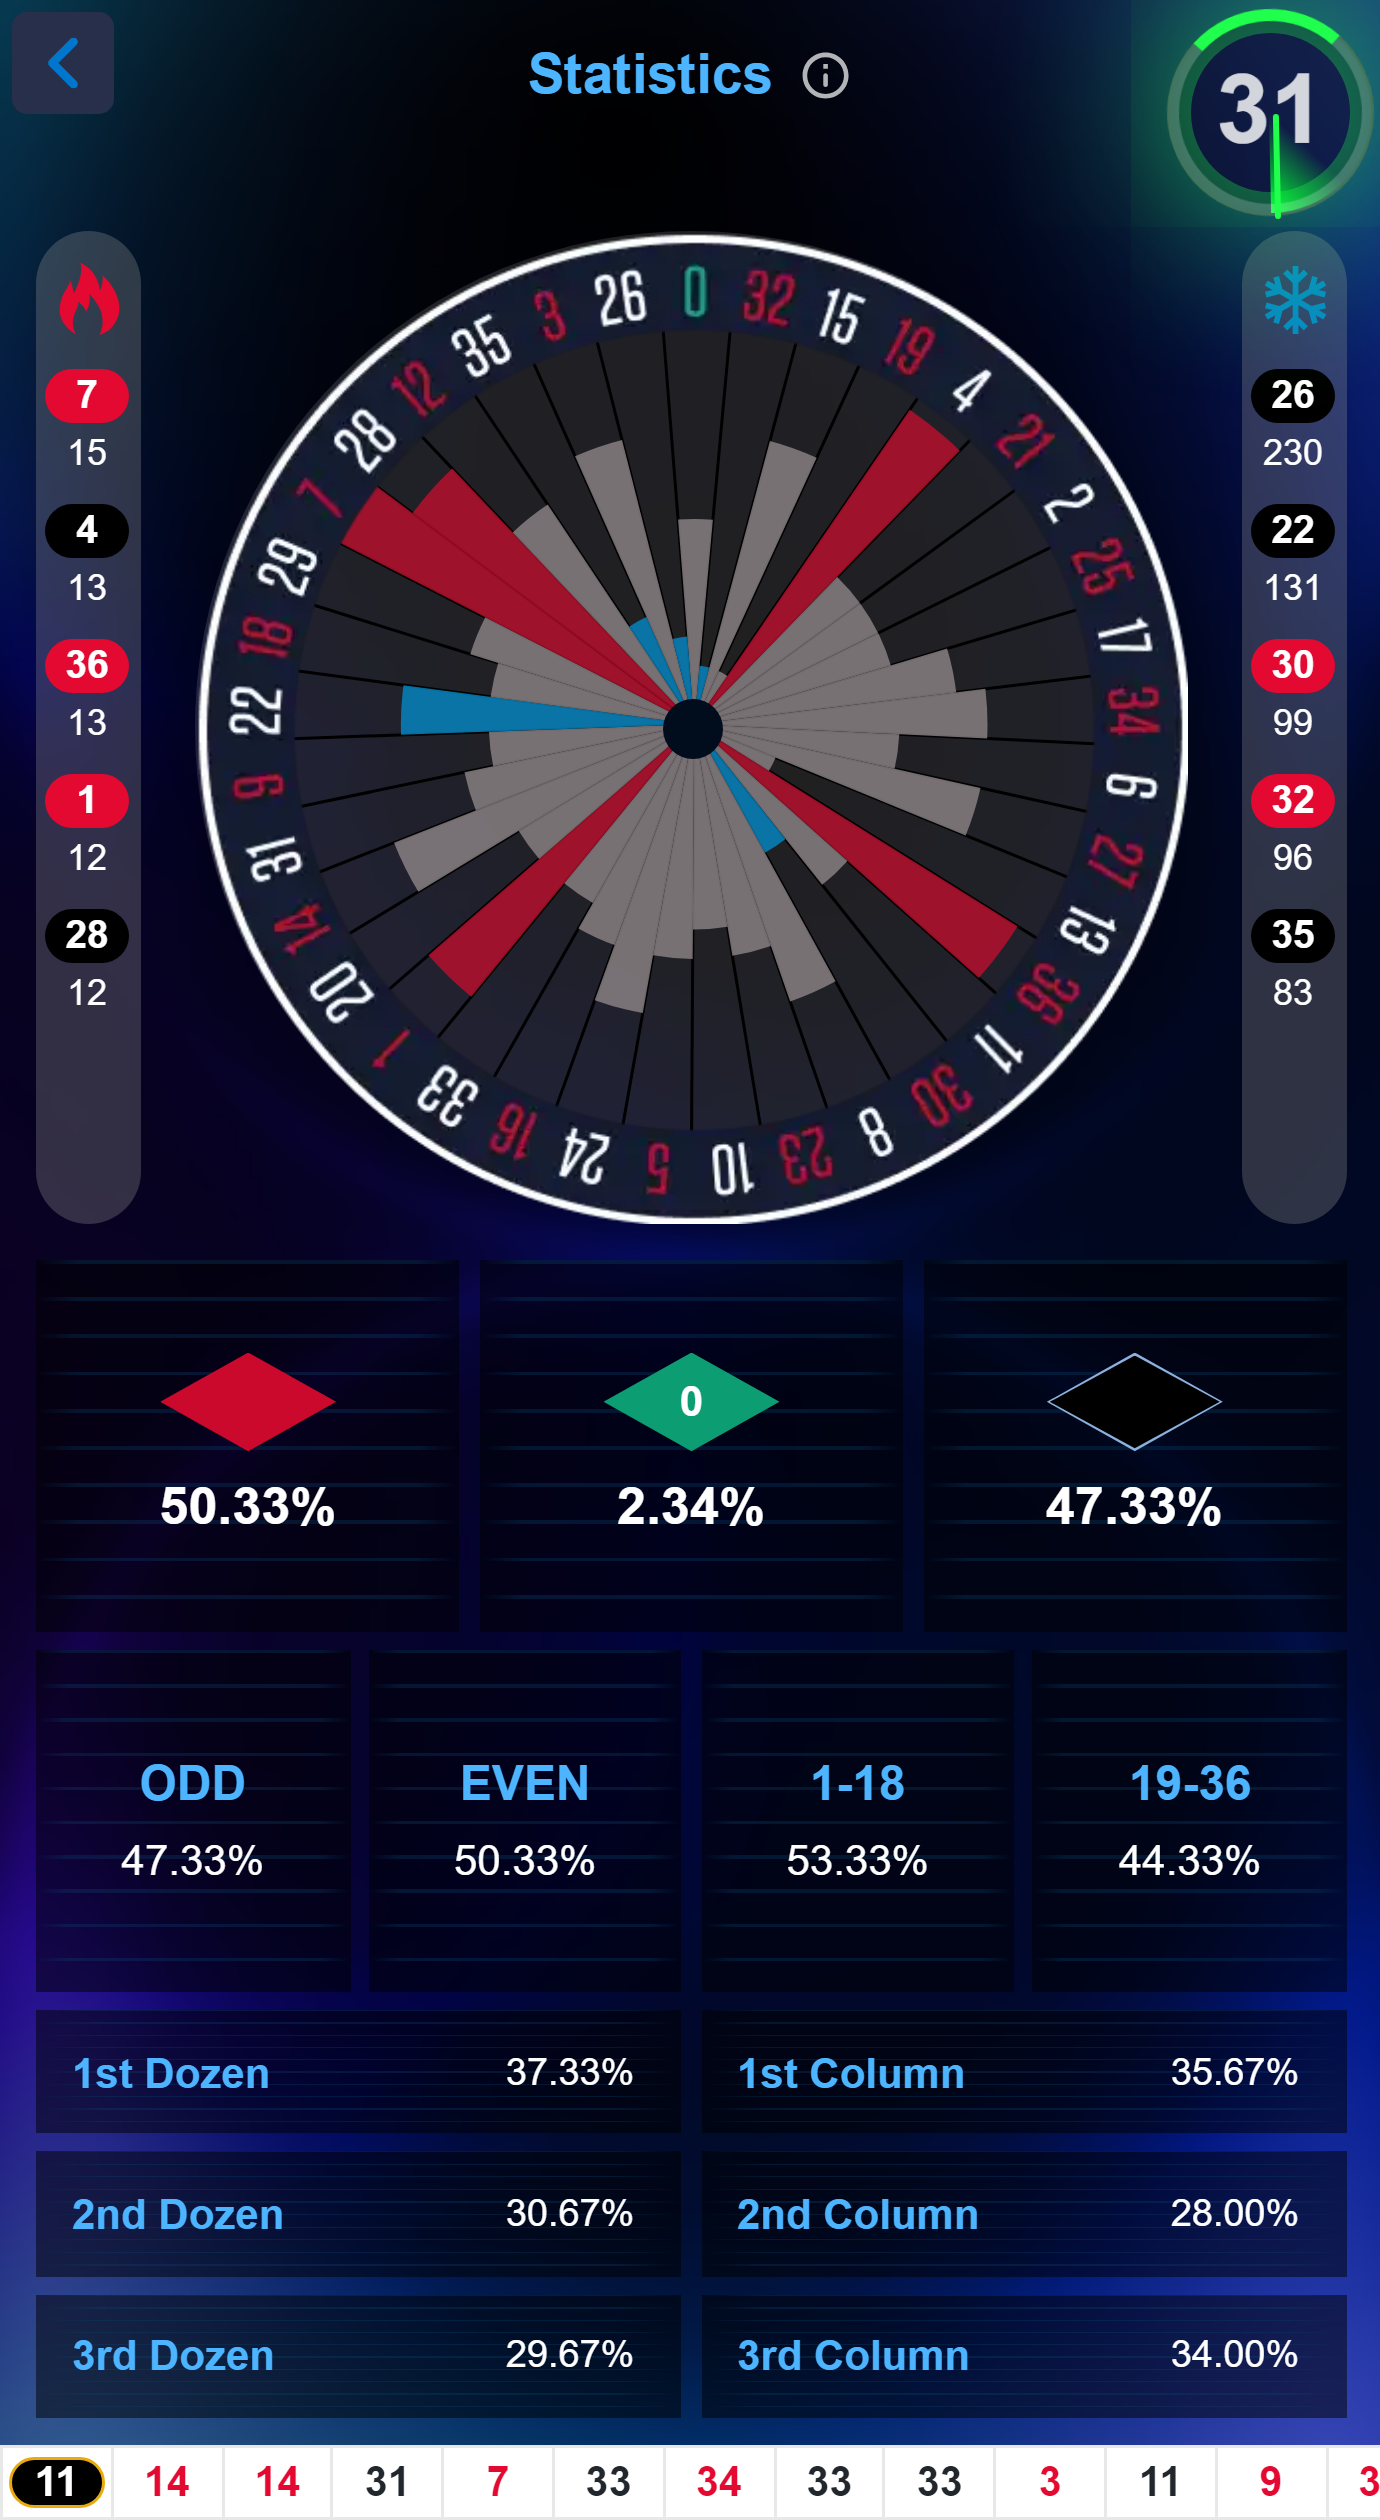 Statistics
31
7
15
4
13
36
13
1
12
28
12
0 32 15 19 4 21 2 25 17 34 6 27 13 36 11 30 8 23 10 5 24 16 33 1 20 14 31 9 22 18 29 7 28 12 35 3 26
26
230
22
131
30
99
32
96
35
83
0
50.33% 2.34% 47.33%
ODD EVEN 1-18 19-36
47.33% 50.33% 53.33% 44.33%
1st Dozen 37.33% 1st Column 35.67%
2nd Dozen 30.67% 2nd Column 28.00%
3rd Dozen 29.67% 3rd Column 34.00%
11 14 14 31 7 33 34 33 33 3 11 9 3